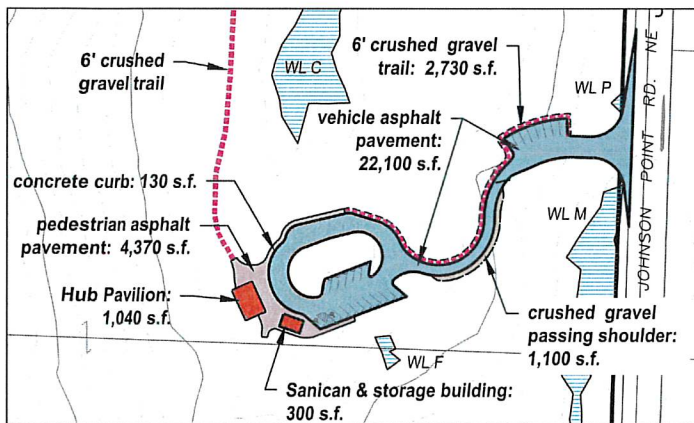 6' crushed
gravel trail
WL C
6' crushed gravel
trail: 2,730 s.f.
WL P
JOHNSON POINT RD. NE
vehicle asphalt
pavement:
22,100 s.f.
concrete curb: 130 s.f.
pedestrian asphalt
pavement: 4,370 s.f.
WL M
Hub Pavilion:
1,040 s.f.
crushed gravel
passing shoulder:
1,100 s.f.
WL F
Sanican & storage building:
300 s.f.